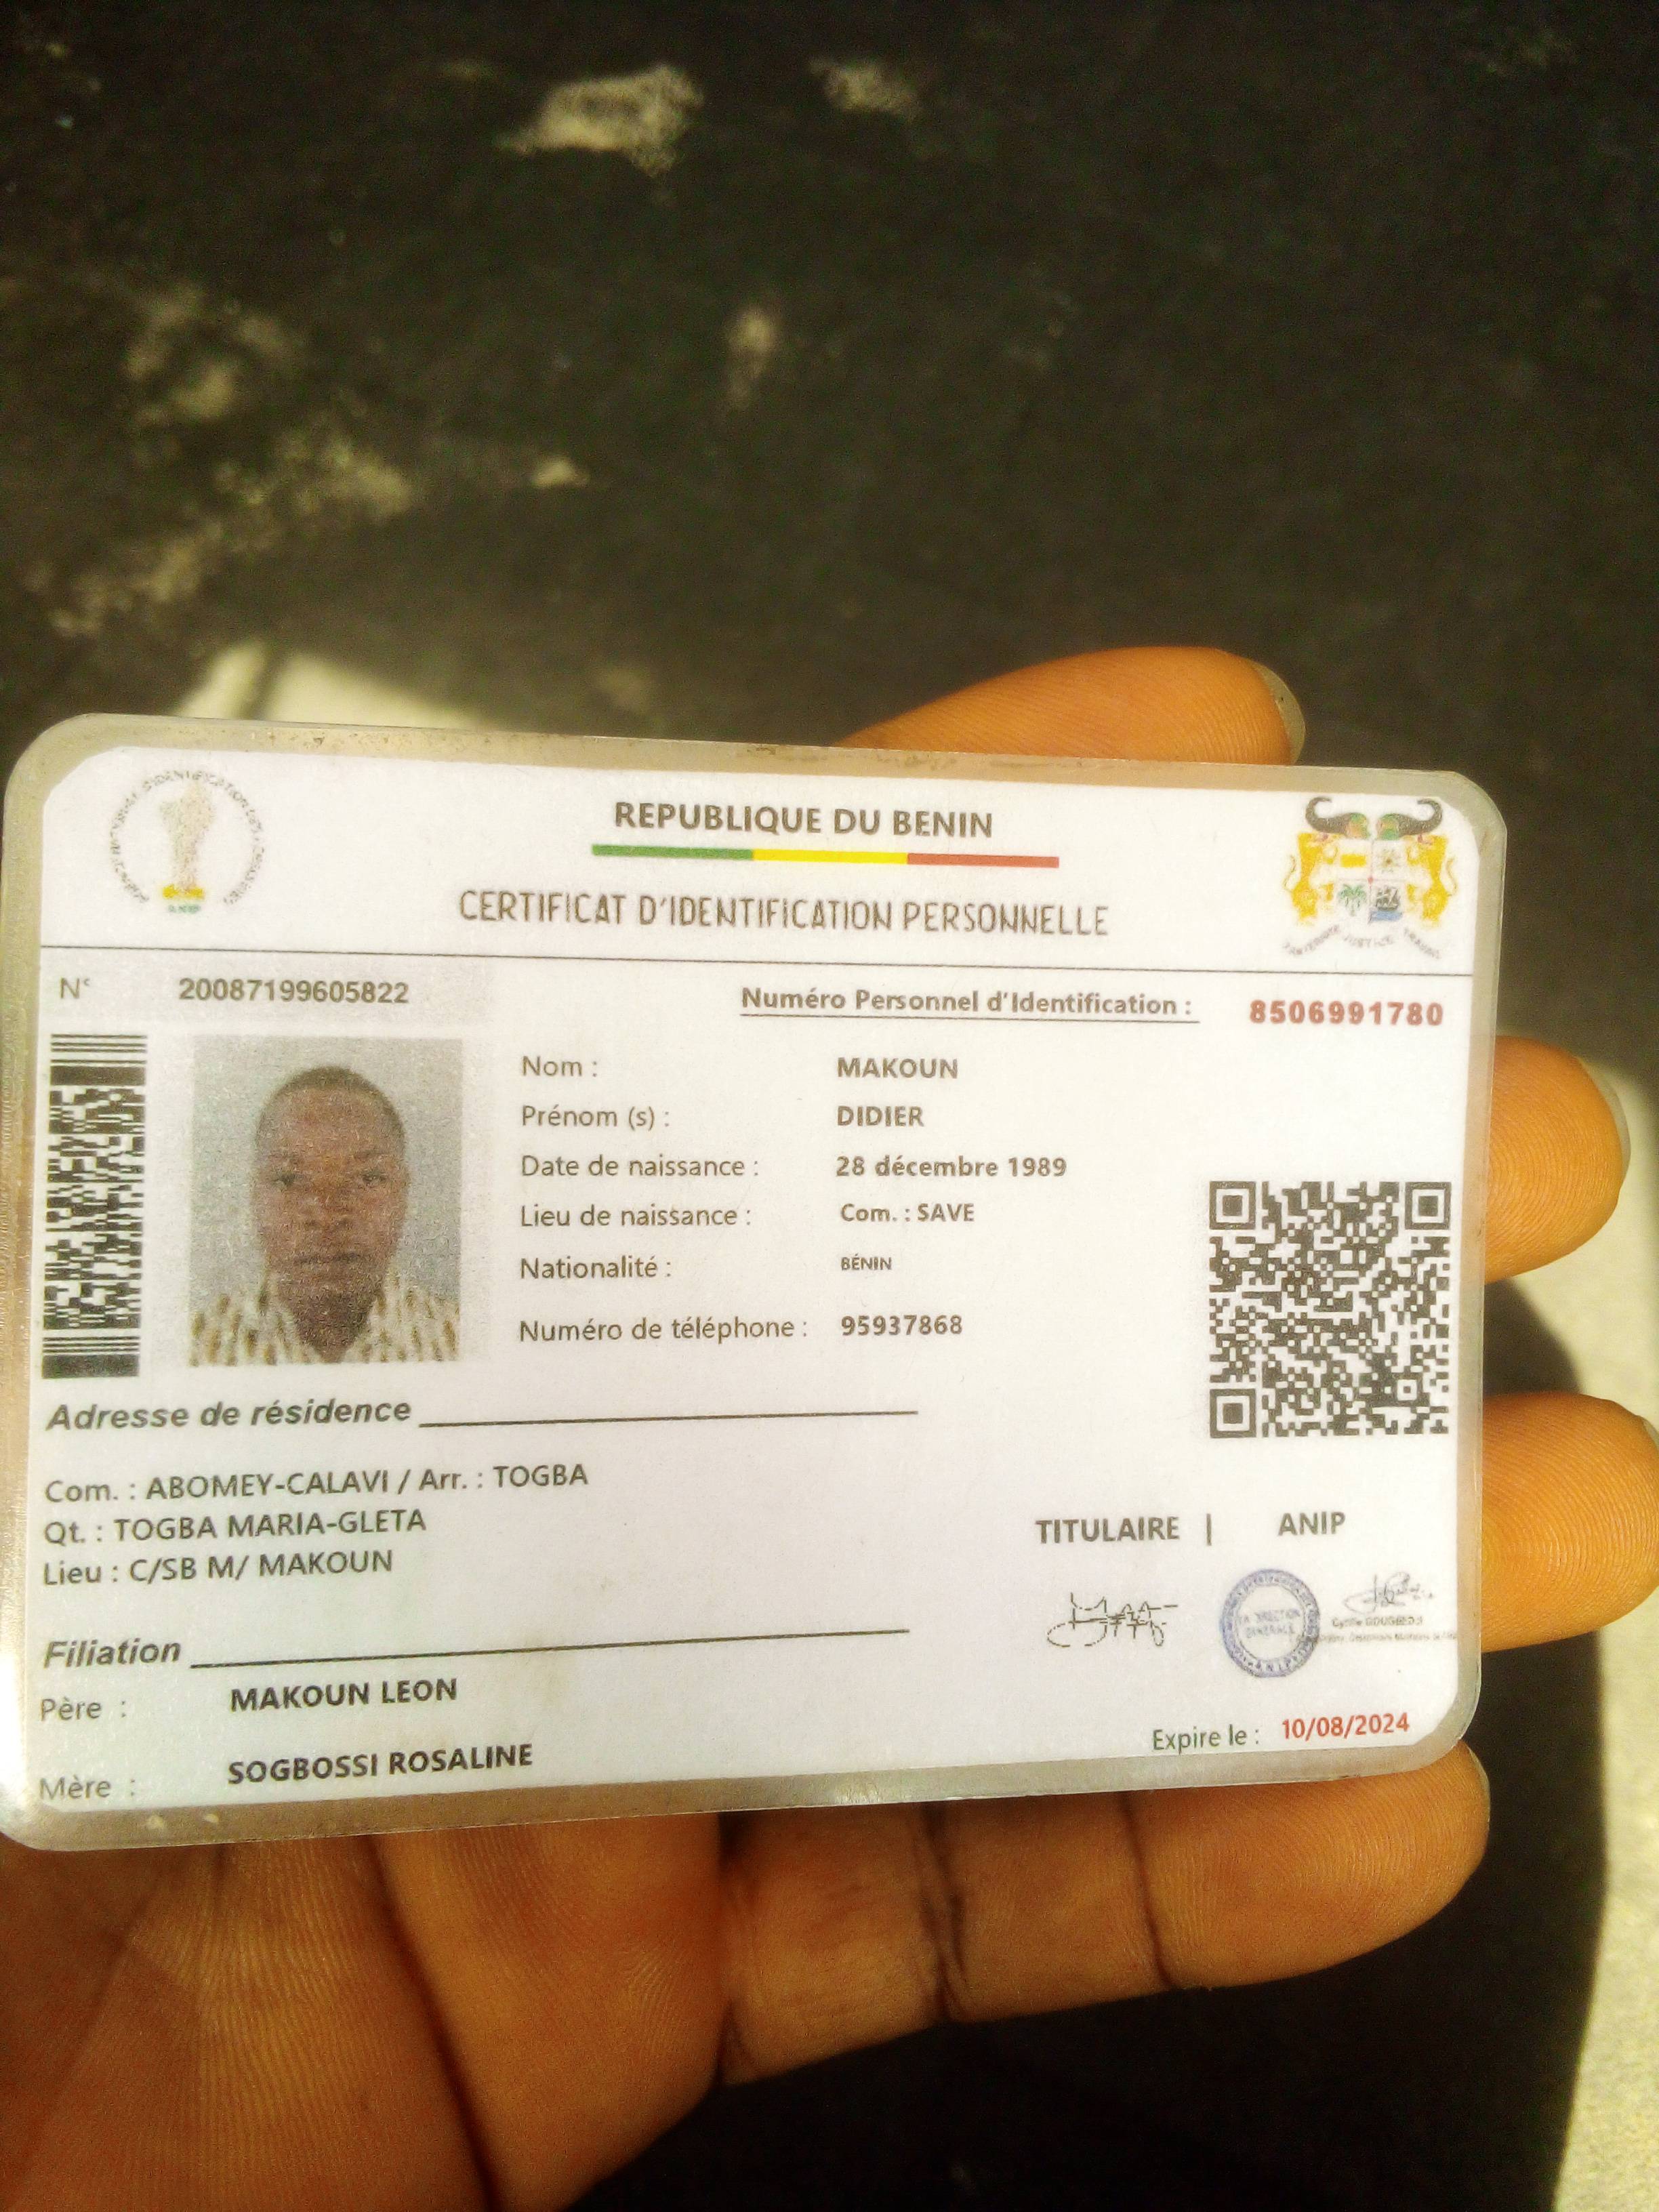 REPUBLIQUE DU BENIN
CERTIFICAT D'IDENTIFICATION PERSONNELLE
N° 20087199605822
Numéro Personnel d'Identification : 8506991780
Nom : MAKOUN
Prénom (s) : DIDIER
Date de naissance : 28 décembre 1989
Lieu de naissance : Com. : SAVE
Nationalité : BÉNIN
Numéro de téléphone : 95937868
Adresse de résidence
Com. : ABOMEY-CALAVI / Arr. : TOGBA
Qt. : TOGBA MARIA-GLETA
Lieu : C/SB M/ MAKOUN
TITULAIRE | ANIP
LA DIRECTION GENERALE
Filiation
Père : MAKOUN LEON
Mère : SOGBOSSI ROSALINE
Expire le : 10/08/2024